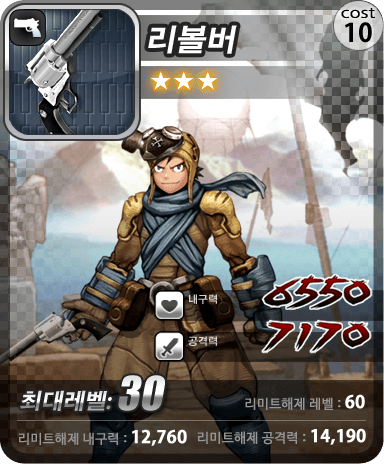 리볼버
cost
10
내구력 6550
공격력 7170
최대레벨: 30
리미트해제 레벨 : 60
리미트해제 내구력 : 12,760 리미트해제 공격력 : 14,190